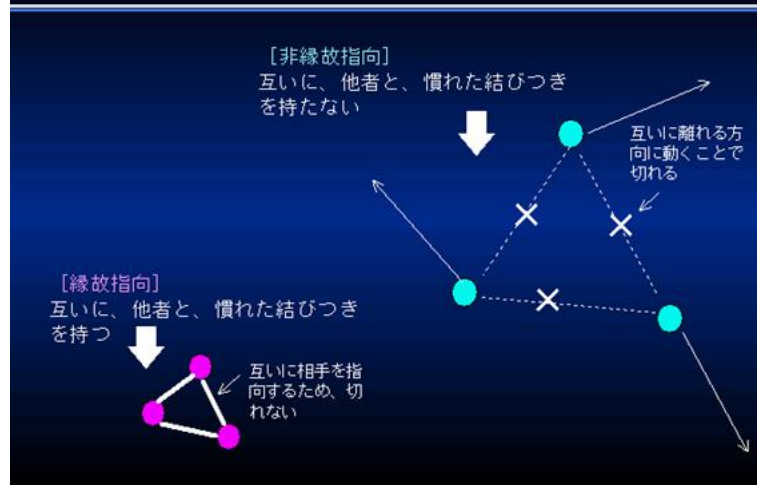 [非縁故指向]
互いに、他者と、慣れた結びつき
を持たない
互いに離れる方
向に動くことで
切れる
[縁故指向]
互いに、他者と、慣れた結びつき
を持つ
互いに相手を指
向するため、切
れない